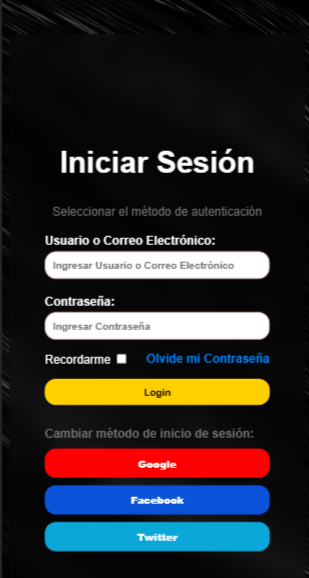 Iniciar Sesión
Seleccionar el método de autenticación
Usuario o Correo Electrónico:
Ingresar Usuario o Correo Electrónico
Contraseña:
Ingresar Contraseña
Recordarme Olvide mi Contraseña
Login
Cambiar método de inicio de sesión:
Google
Facebook
Twitter